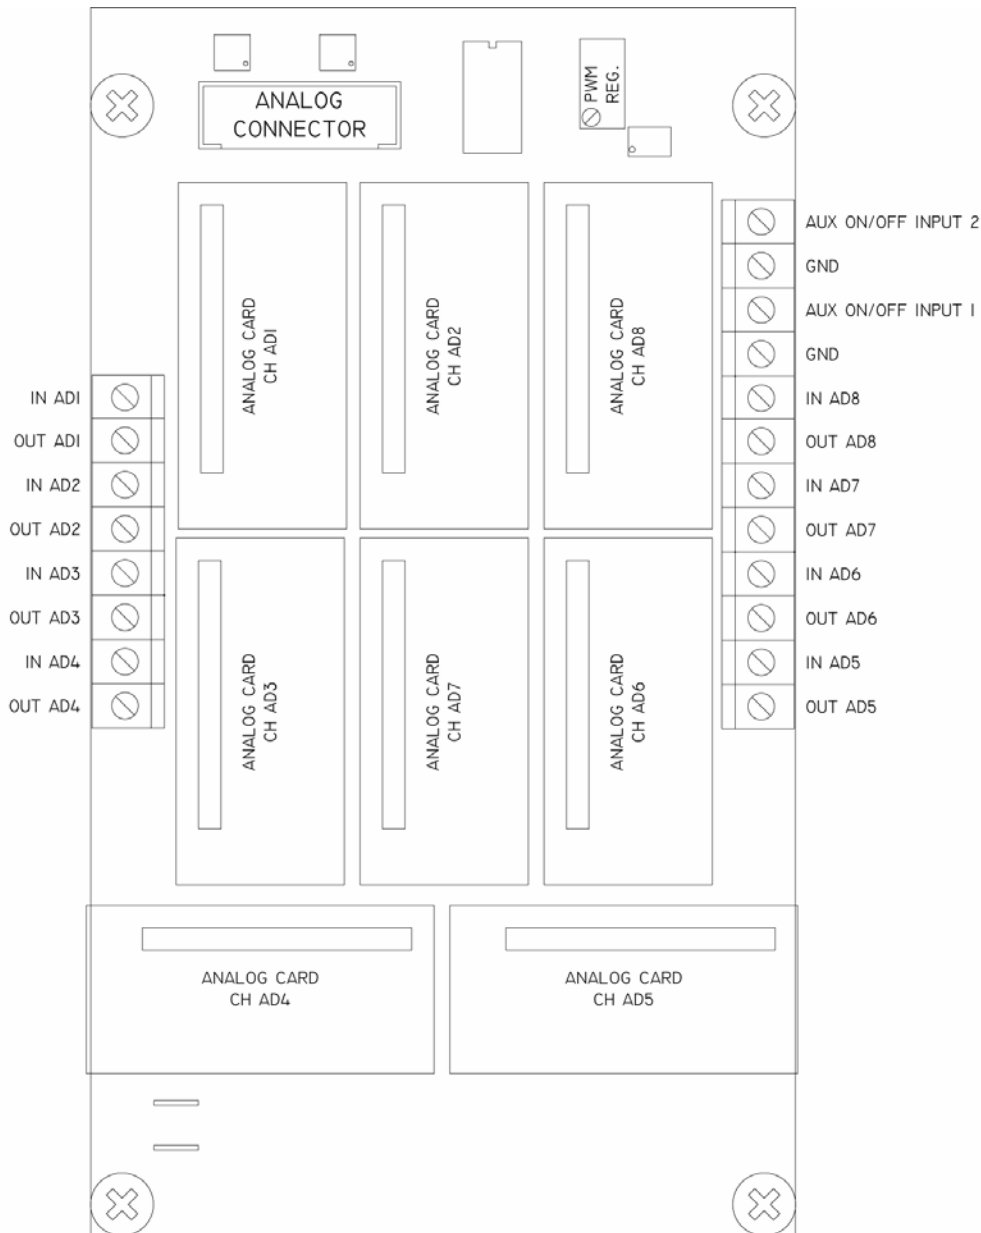 ANALOG
CONNECTOR
PWM
REG.
ANALOG CARD
CH AD1
ANALOG CARD
CH AD2
ANALOG CARD
CH AD8
AUX ON/OFF INPUT 2
GND
AUX ON/OFF INPUT 1
GND
IN AD8
OUT AD8
IN AD7
OUT AD7
IN AD6
OUT AD6
IN AD5
OUT AD5
IN AD1
OUT AD1
IN AD2
OUT AD2
IN AD3
OUT AD3
IN AD4
OUT AD4
ANALOG CARD
CH AD3
ANALOG CARD
CH AD7
ANALOG CARD
CH AD6
ANALOG CARD
CH AD4
ANALOG CARD
CH AD5